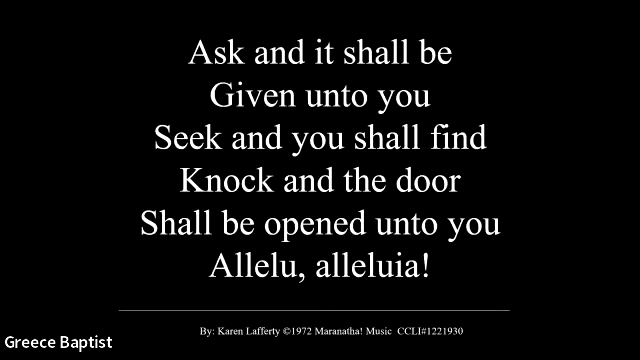 Ask and it shall be
Given unto you
Seek and you shall find
Knock and the door
Shall be opened unto you
Allelu, alleluia!
By: Karen Lafferty ©1972 Maranatha! Music CCLI#1221930
Greece Baptist